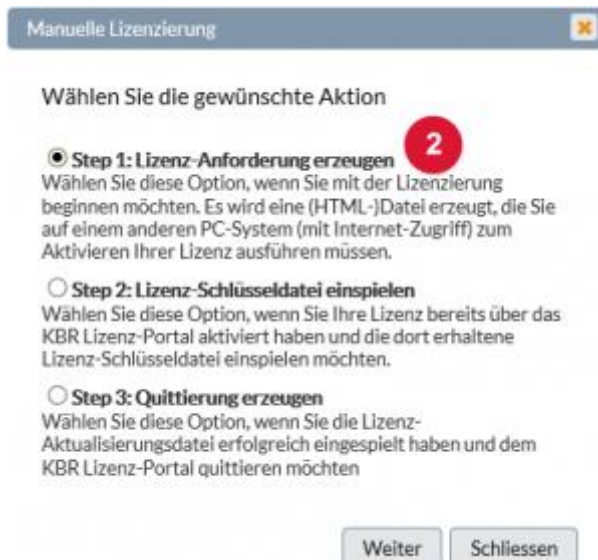 Manuelle Lizenzierung
Wählen Sie die gewünschte Aktion
2
Step 1: Lizenz-Anforderung erzeugen
Wählen Sie diese Option, wenn Sie mit der Lizenzierung
beginnen möchten. Es wird eine (HTML-)Datei erzeugt, die Sie
auf einem anderen PC-System (mit Internet-Zugriff) zum
Aktivieren Ihrer Lizenz ausführen müssen.
Step 2: Lizenz-Schlüsseldatei einspielen
Wählen Sie diese Option, wenn Sie Ihre Lizenz bereits über das
KBR Lizenz-Portal aktiviert haben und die dort erhaltene
Lizenz-Schlüsseldatei einspielen möchten.
Step 3: Quittierung erzeugen
Wählen Sie diese Option, wenn Sie die Lizenz-
Aktualisierungsdatei erfolgreich eingespielt haben und dem
KBR Lizenz-Portal quittieren möchten
Weiter
Schliessen